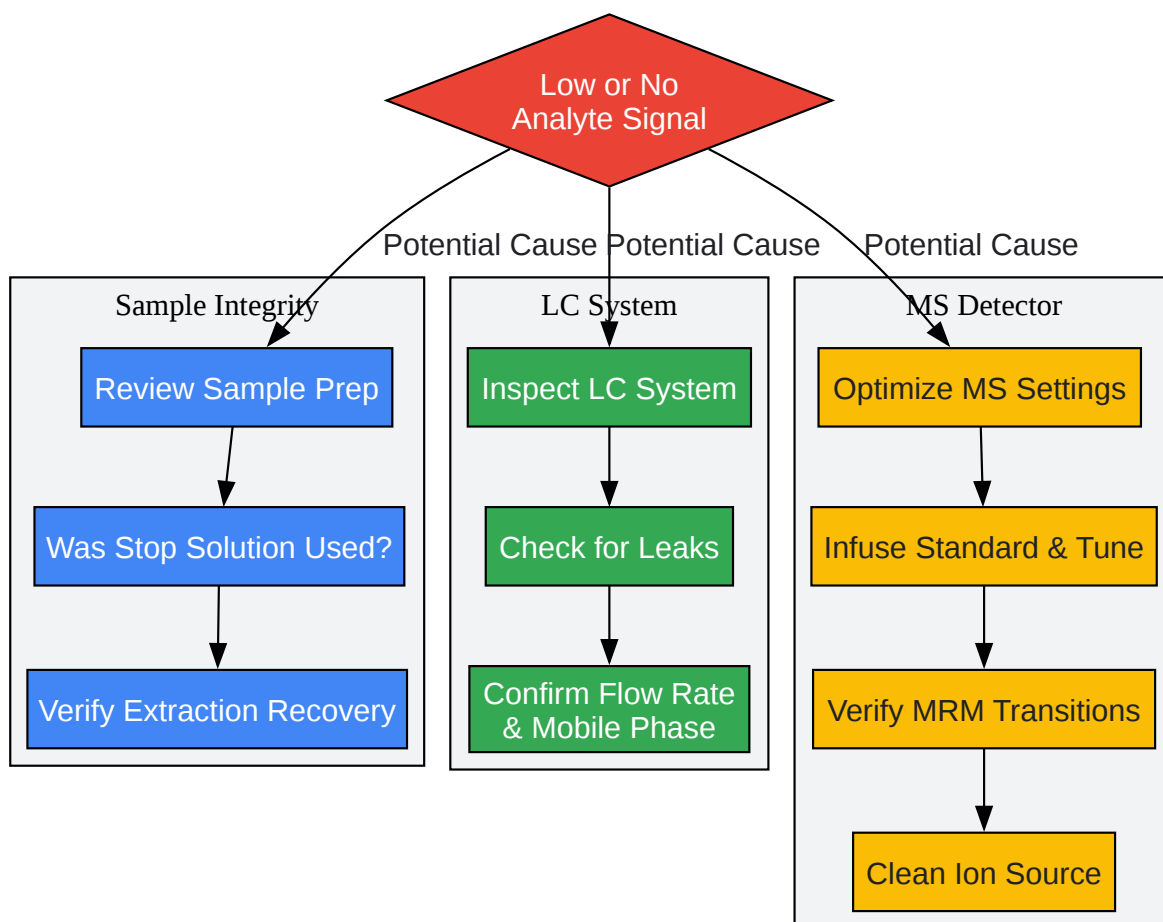 Low or No
Analyte Signal
Potential Cause
Potential Cause
Potential Cause
Sample Integrity
Review Sample Prep
Was Stop Solution Used?
Verify Extraction Recovery
LC System
Inspect LC System
Check for Leaks
Confirm Flow Rate
& Mobile Phase
MS Detector
Optimize MS Settings
Infuse Standard & Tune
Verify MRM Transitions
Clean Ion Source